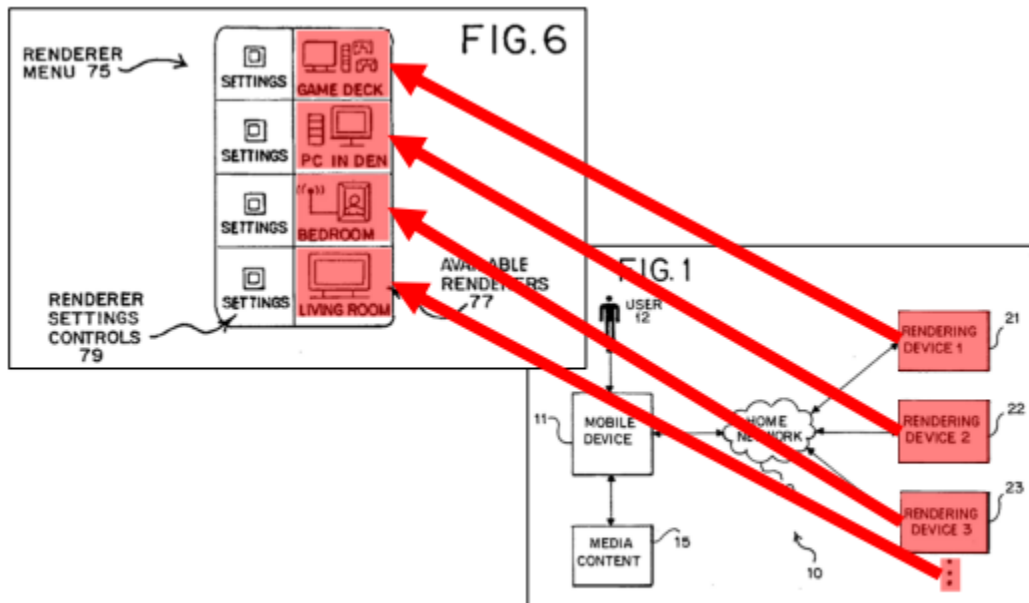 FIG.6
RENDERER
MENU 75
SETTINGS
GAME DECK
SETTINGS
PC IN DEN
SETTINGS
BEDROOM
SETTINGS
LIVING ROOM
AVAILABLE
RENDERERS
77
RENDERER
SETTINGS
CONTROLS
79
FIG.1
USER
12
11
MOBILE
DEVICE
HOME
NETWORK
RENDERING
DEVICE 1
21
RENDERING
DEVICE 2
22
RENDERING
DEVICE 3
23
MEDIA
CONTENT
15
10